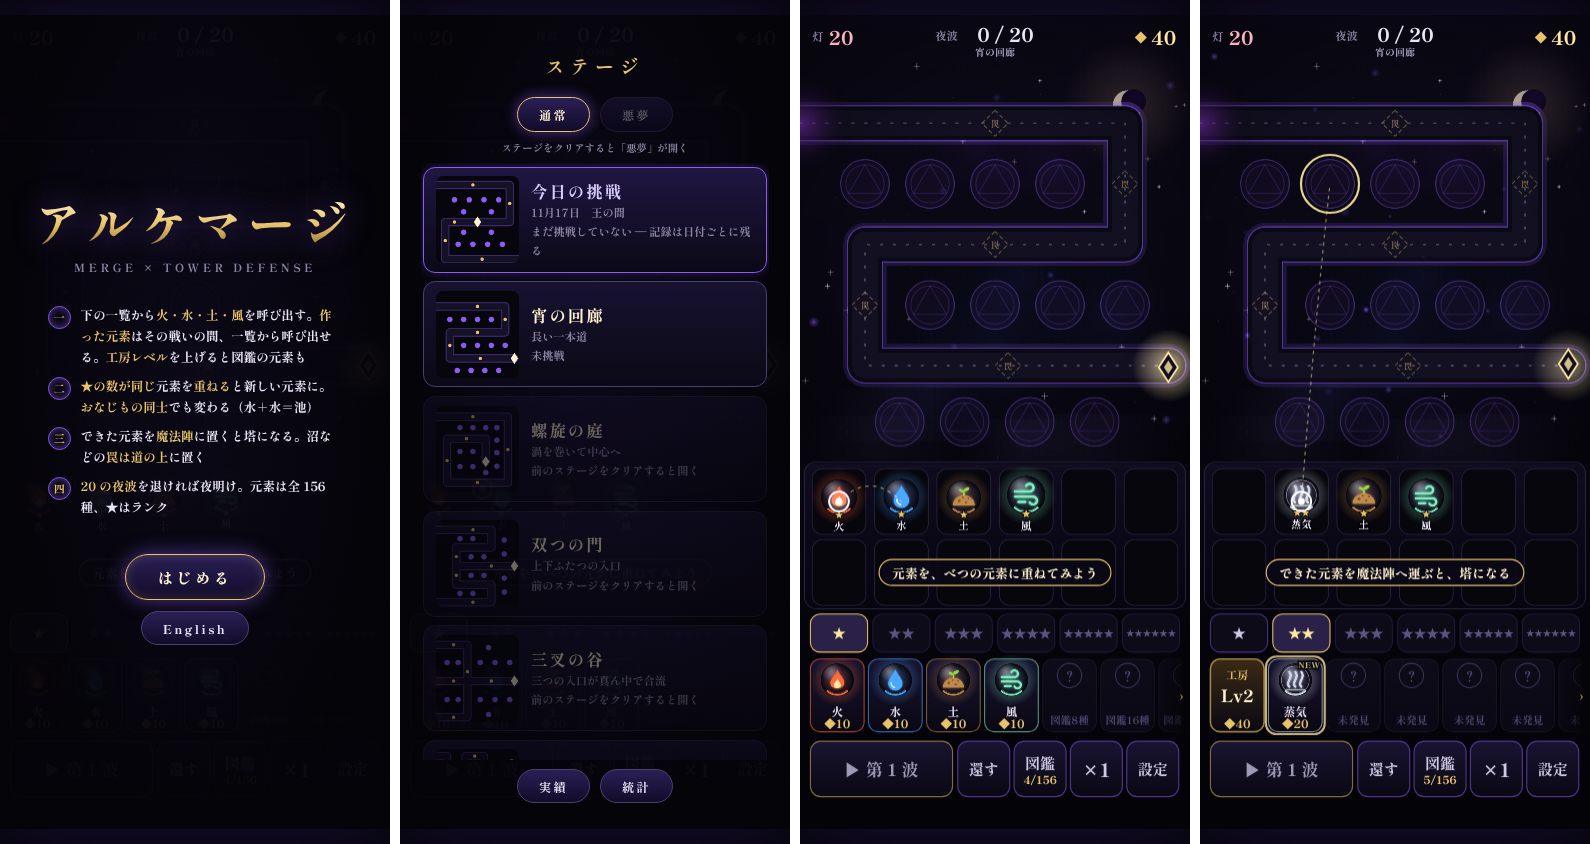 アルケマージ
MERGE × TOWER DEFENSE
一 下の一覧から火・水・土・風を呼び出す。作
った元素はその戦いの間、一覧から呼び出せ
る。工房レベルを上げると図鑑の元素も
二 ★の数が同じ元素を重ねると新しい元素に。
おなじもの同士でも変わる（水＋水＝池）
三 できた元素を魔法陣に置くと塔になる。沼な
どの罠は道の上に置く
四 20 の夜波を退ければ夜明け。元素は全 156
種、★はランク
はじめる
English
ステージ
通常
悪夢
ステージをクリアすると「悪夢」が開く
今日の挑戦
11月17日 王の間
まだ挑戦していない — 記録は日付ごとに残
る
宵の回廊
長い一本道
未挑戦
螺旋の庭
渦を巻いて中心へ
前のステージをクリアすると開く
双つの門
上下ふたつの入口
前のステージをクリアすると開く
三叉の谷
三つの入口が真ん中で合流
前のステージをクリアすると開く
実績
統計
灯 20
夜波 0 / 20
宵の回廊
◆ 40
罠
罠
罠
罠
罠
火
水
土
風
元素を、べつの元素に重ねてみよう
★
★★
★★★
★★★★
★★★★★
★★★★★★
火
◆10
水
◆10
土
◆10
風
◆10
?
図鑑8種
?
図鑑16種
▶ 第 1 波
還す
図鑑
4/156
×1
設定
灯 20
夜波 0 / 20
宵の回廊
◆ 40
罠
罠
罠
罠
罠
蒸気
土
風
できた元素を魔法陣へ運ぶと、塔になる
★
★★
★★★
★★★★
★★★★★
★★★★★★
工房
Lv2
◆40
NEW
蒸気
◆20
?
未発見
?
未発見
?
未発見
?
未発見
▶ 第 1 波
還す
図鑑
5/156
×1
設定